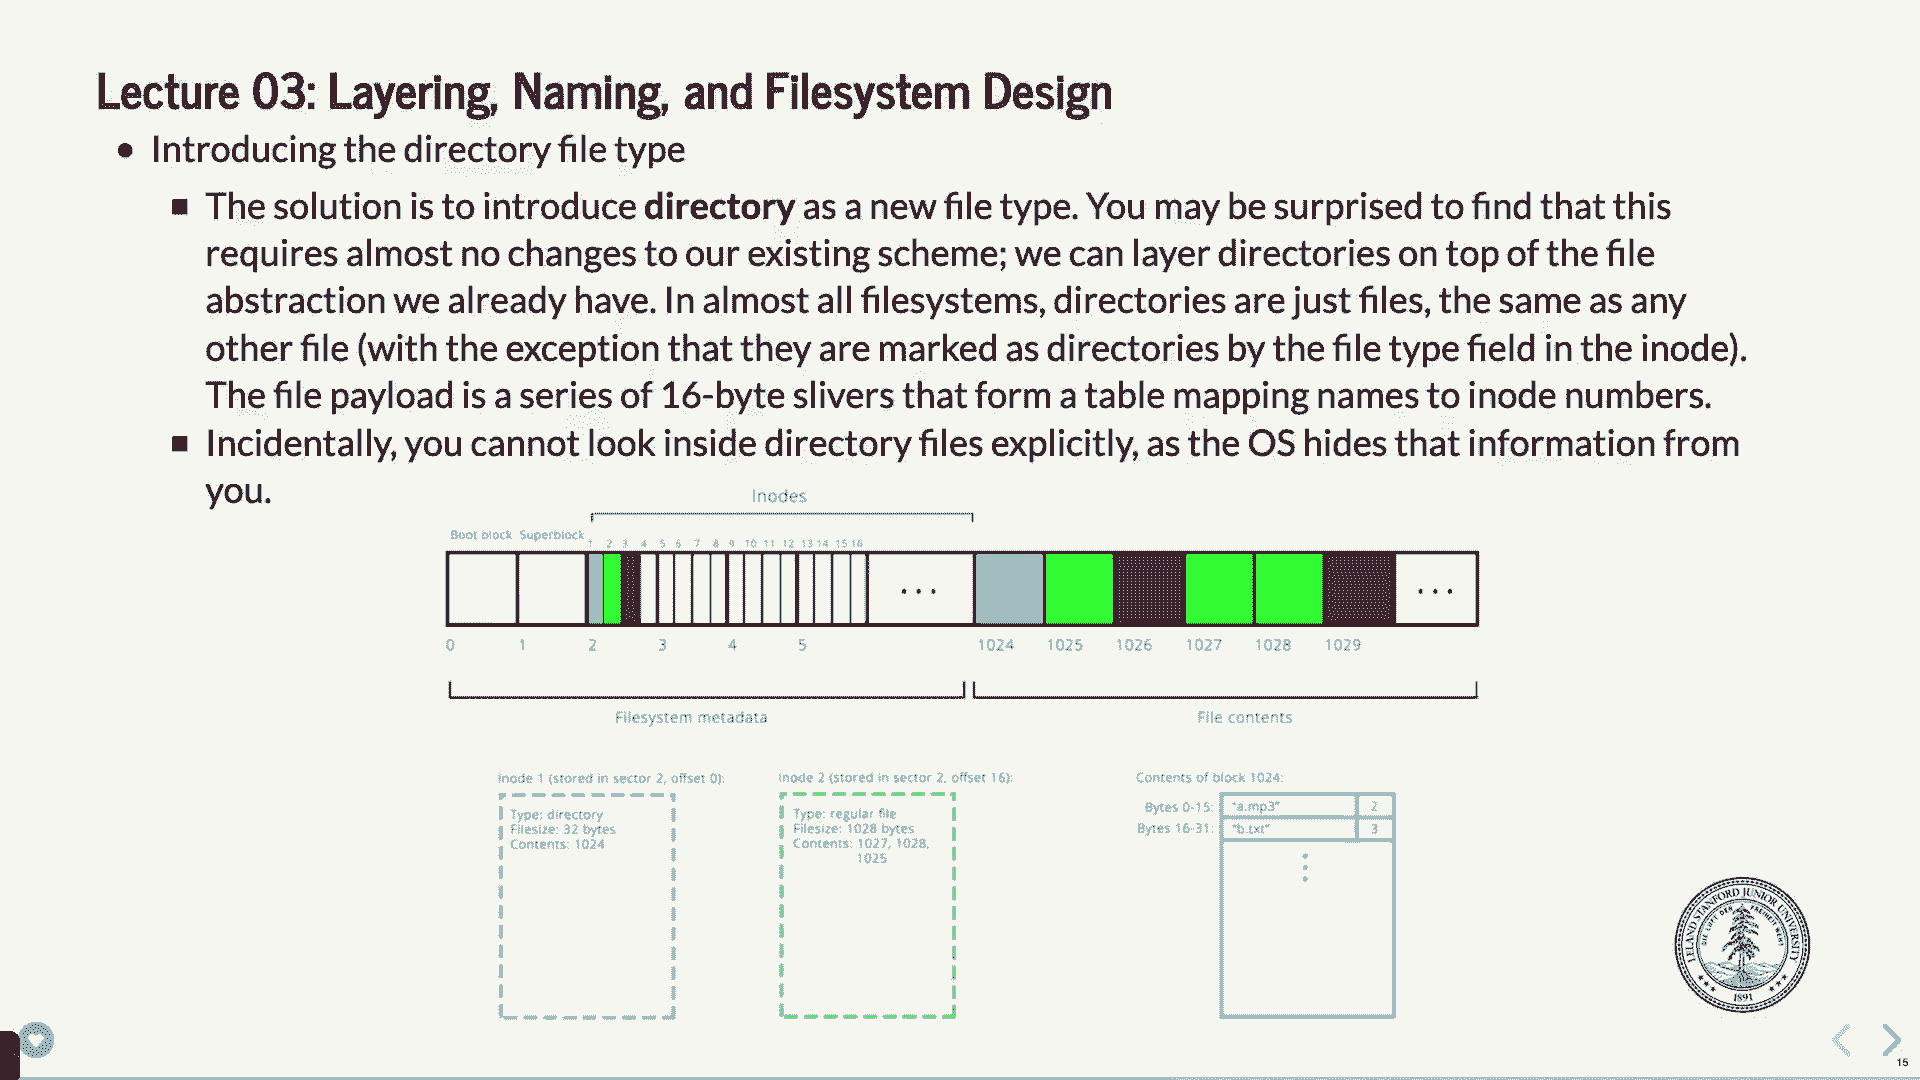 Lecture 03: Layering, Naming, and Filesystem Design
Introducing the directory file type
The solution is to introduce directory as a new file type. You may be surprised to find that this
requires almost no changes to our existing scheme; we can layer directories on top of the file
abstraction we already have. In almost all filesystems, directories are just files, the same as any
other file (with the exception that they are marked as directories by the file type field in the inode).
The file payload is a series of 16-byte slivers that form a table mapping names to inode numbers.
Incidentally, you cannot look inside directory files explicitly, as the OS hides that information from
you.
Inodes
Boot block Superblock
1 2 3 4 5 6 7 8 9 10 11 12 13 14 15 16
... ...
0 1 2 3 4 5 1024 1025 1026 1027 1028 1029
Filesystem metadata File contents
Inode 1 (stored in sector 2, offset 0):
Type: directory
Filesize: 32 bytes
Contents: 1024
Inode 2 (stored in sector 2, offset 16):
Type: regular file
Filesize: 1028 bytes
Contents: 1027, 1028,
1025
Contents of block 1024:
Bytes 0-15: "a.mp3" 2
Bytes 16-31: "b.txt" 3
LELAND STANFORD JUNIOR UNIVERSITY
DIE LUFT DER FREIHEIT WEHT
1891
15